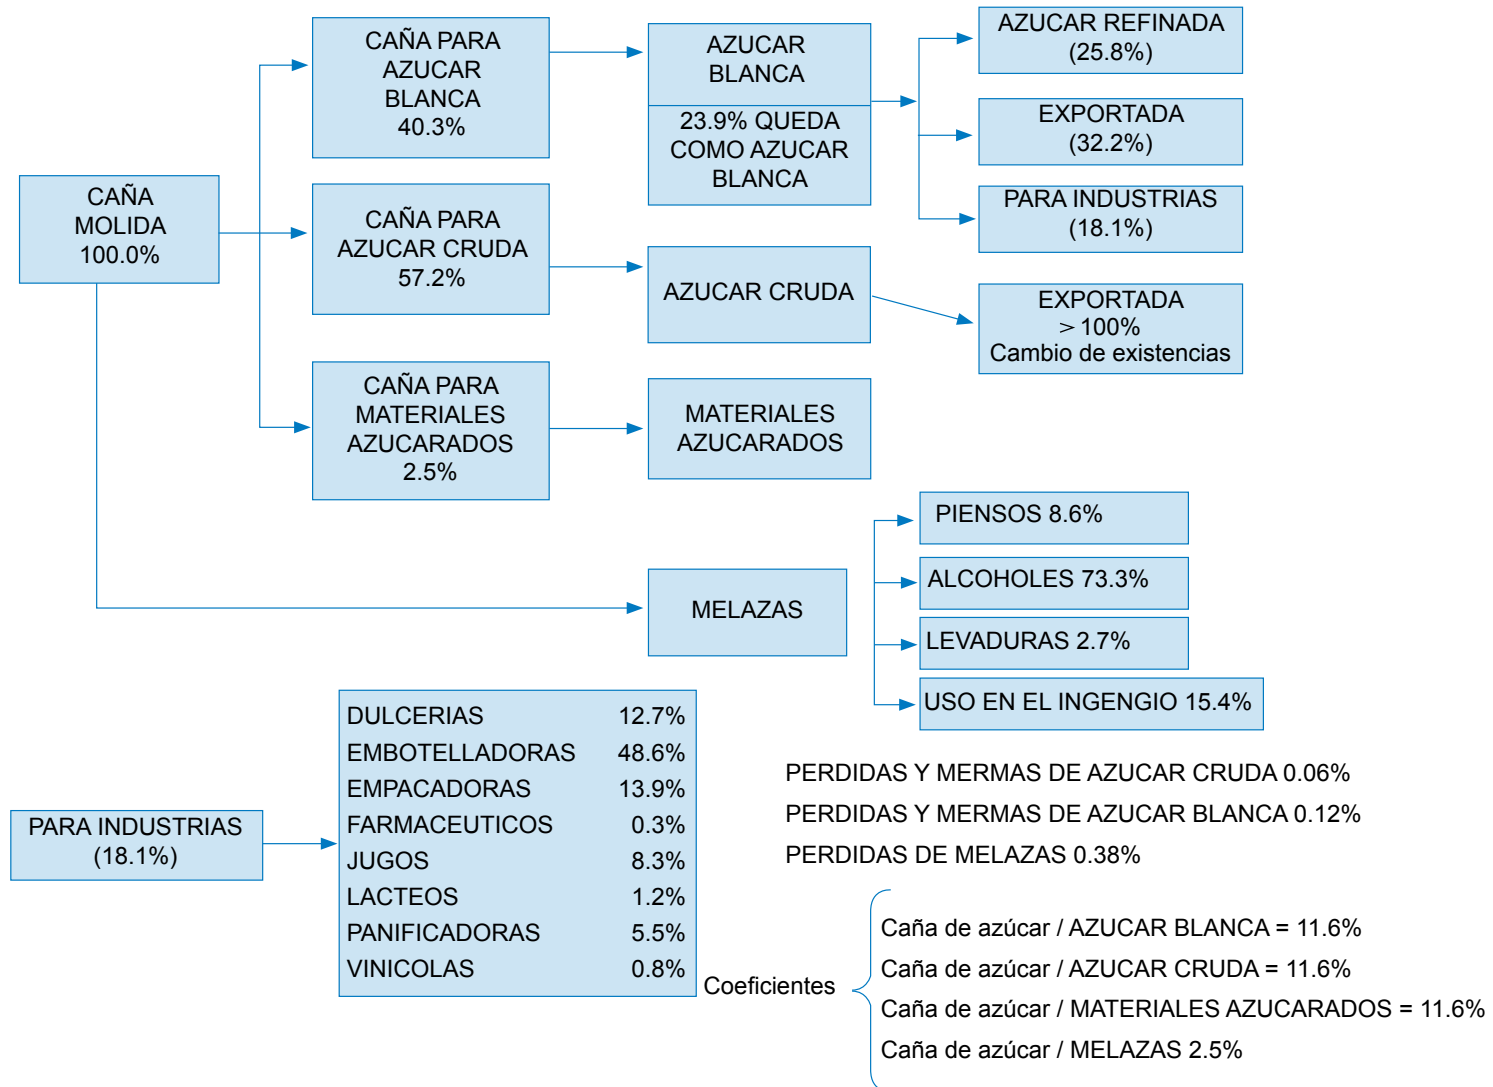 CAÑA
MOLIDA
100.0%
CAÑA PARA
AZUCAR
BLANCA
40.3%
AZUCAR
BLANCA
23.9% QUEDA
COMO AZUCAR
BLANCA
AZUCAR REFINADA
(25.8%)
EXPORTADA
(32.2%)
PARA INDUSTRIAS
(18.1%)
CAÑA PARA
AZUCAR CRUDA
57.2%
AZUCAR CRUDA
EXPORTADA
> 100%
Cambio de existencias
CAÑA PARA
MATERIALES
AZUCARADOS
2.5%
MATERIALES
AZUCARADOS
MELAZAS
PIENSOS 8.6%
ALCOHOLES 73.3%
LEVADURAS 2.7%
USO EN EL INGENGIO 15.4%
PARA INDUSTRIAS
(18.1%)
DULCERIAS 12.7%
EMBOTELLADORAS 48.6%
EMPACADORAS 13.9%
FARMACEUTICOS 0.3%
JUGOS 8.3%
LACTEOS 1.2%
PANIFICADORAS 5.5%
VINICOLAS 0.8%
PERDIDAS Y MERMAS DE AZUCAR CRUDA 0.06%
PERDIDAS Y MERMAS DE AZUCAR BLANCA 0.12%
PERDIDAS DE MELAZAS 0.38%
Coeficientes
Caña de azúcar / AZUCAR BLANCA = 11.6%
Caña de azúcar / AZUCAR CRUDA = 11.6%
Caña de azúcar / MATERIALES AZUCARADOS = 11.6%
Caña de azúcar / MELAZAS 2.5%